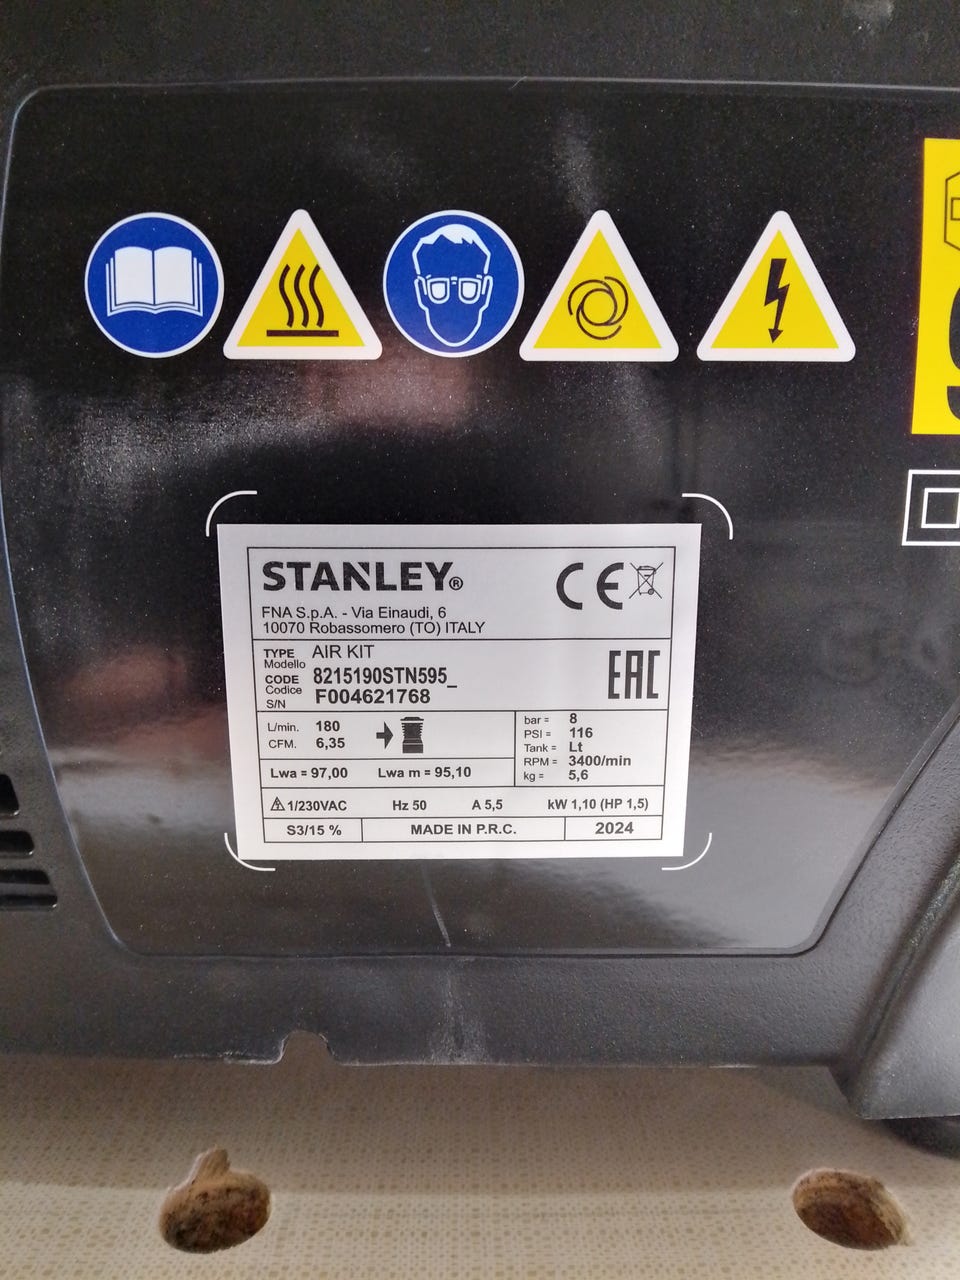 STANLEY®
FNA S.p.A. - Via Einaudi, 6
10070 Robassomero (TO) ITALY
CE
TYPE AIR KIT
Modello
CODE 8215190STN595_
Codice
S/N F004621768
EAC
L/min. 180
CFM. 6,35
bar = 8
PSI = 116
Tank = Lt
RPM = 3400/min
kg = 5,6
Lwa = 97,00 Lwa m = 95,10
1/230VAC Hz 50 A 5,5 kW 1,10 (HP 1,5)
S3/15 % MADE IN P.R.C. 2024